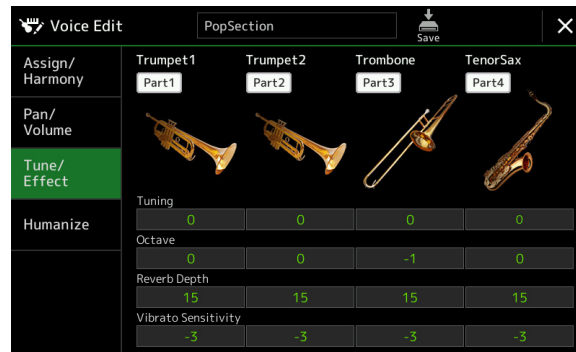 Voice Edit
PopSection
Save
Assign/
Harmony
Pan/
Volume
Tune/
Effect
Humanize
Trumpet1 Trumpet2 Trombone TenorSax
Part1 Part2 Part3 Part4
Tuning
0 0 0 0
Octave
0 0 -1 0
Reverb Depth
15 15 15 15
Vibrato Sensitivity
-3 -3 -3 -3